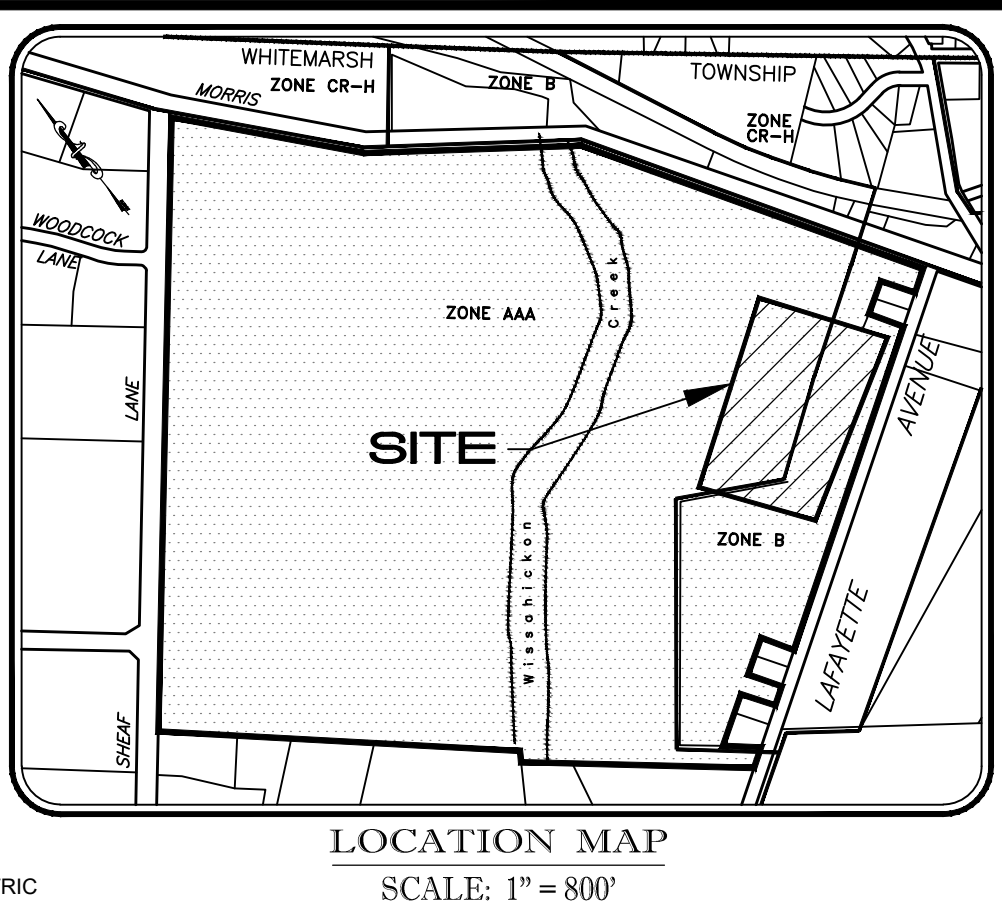 WHITEMARSH
TOWNSHIP
ZONE CR-H
ZONE B
MORRIS
ZONE
CR-H
WOODCOCK
LANE
ZONE AAA
Creek
LANE
AVENUE
SITE
ZONE B
Wissahickon
LAFAYETTE
SHEAF
LOCATION MAP
SCALE: 1" = 800'